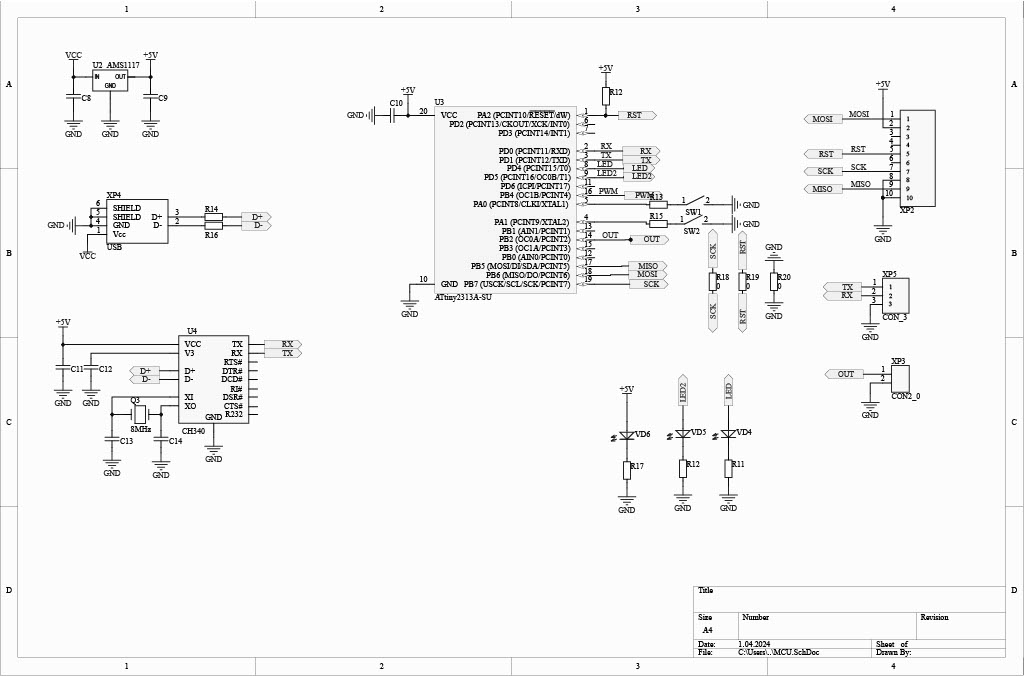 1 2 3 4
A A
B B
C C
D D
VCC +5V
U2 AMS1117
IN OUT
GND
C8 C9
GND GND GND
XP4
6 SHIELD
5 SHIELD D+ 3 R14 D+
GND 4 GND D- 2 R16 D-
1 Vcc
USB
VCC
+5V
GND C10 20
U3
VCC PA2 (PCINT10/RESET/dW) 1 RST
PD2 (PCINT13/CKOUT/XCK/INT0) 6
PD3 (PCINT14/INT1) 7
PD0 (PCINT11/RXD) 2 RX RX
PD1 (PCINT12/TXD) 3 TX TX
PD4 (PCINT15/T0) 8 LED LED
PD5 (PCINT16/OC0B/T1) 9 LED2 LED2
PD6 (ICPI/PCINT17) 11
PB4 (OC1B/PCINT4) 16 PWM PWM
PA0 (PCINT8/CLKI/XTAL1) 5 R13 1 2 GND
SW1
PA1 (PCINT9/XTAL2) 4 R15 1 2 GND
SW2
PB1 (AIN1/PCINT1) 13
PB2 (OC0A/PCINT2) 14 OUT OUT
PB3 (OC1A/PCINT3) 15
PB0 (AIN0/PCINT0) 12
PB5 (MOSI/DI/SDA/PCINT5) 17 MISO
PB6 (MISO/DO/PCINT6) 18 MOSI
10 GND PB7 (USCK/SCL/SCK/PCINT7) 19 SCK
ATtiny2313A-SU
GND
+5V
R12
SCK RST GND
R18 0 R19 0 R20 0
SCK RST GND
+5V
MOSI MOSI 1 1
2 2
3 3
4 4
RST RST 5 5
6 6
SCK SCK 7 7
8 8
MISO MISO 9 9
10 10
XP2
GND
XP5
TX 1 1
RX 2 2
3 3
CON_3
GND
XP3
OUT 1
2
CON2_0
GND
+5V
U4
VCC TX RX
V3 RX TX
RTS#
D+ D+ DTR#
D- D- DCD#
RI#
XI DSR#
XO CTS#
GND R232
CH340
GND
C11 C12
GND GND
Q3
8MHz
C13 C14
GND GND
+5V LED2 LED
VD6 VD5 VD4
R17 R12 R11
GND GND GND
Title
Size Number Revision
A4
Date: 1.04.2024 Sheet of
File: C:\Users\..\MCU.SchDoc Drawn By:
1 2 3 4